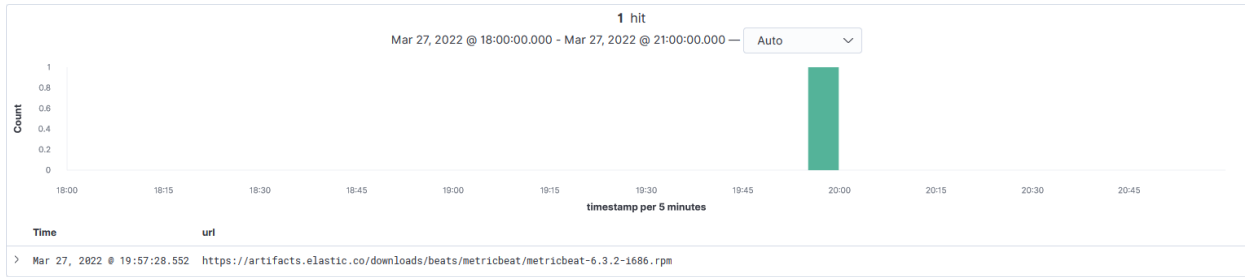 1 hit
Mar 27, 2022 @ 18:00:00.000 - Mar 27, 2022 @ 21:00:00.000 — Auto
Count
1
0.8
0.6
0.4
0.2
0
18:00 18:15 18:30 18:45 19:00 19:15 19:30 19:45 20:00 20:15 20:30 20:45
timestamp per 5 minutes
Time url
Mar 27, 2022 @ 19:57:28.552 https://artifacts.elastic.co/downloads/beats/metricbeat/metricbeat-6.3.2-i686.rpm